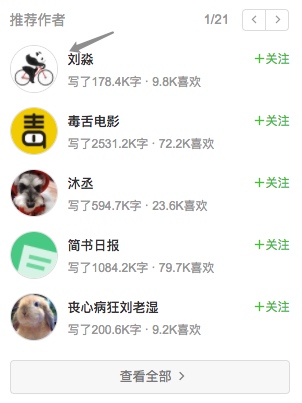 推荐作者 1/21
刘淼 +关注
写了178.4K字 · 9.8K喜欢
毒舌电影 +关注
写了2531.2K字 · 72.2K喜欢
沐丞 +关注
写了594.7K字 · 23.6K喜欢
简书日报 +关注
写了1084.2K字 · 79.7K喜欢
丧心病狂刘老湿 +关注
写了200.6K字 · 9.2K喜欢
查看全部 >